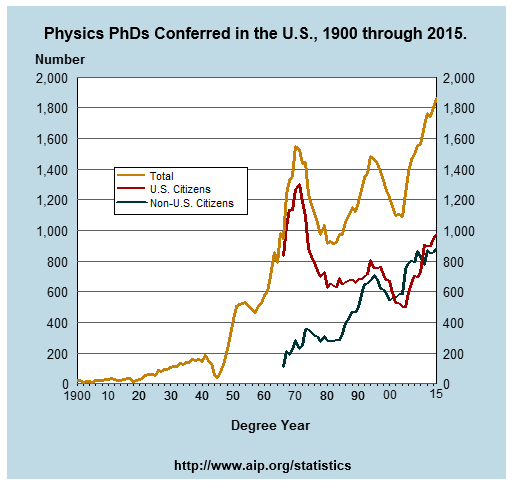 Physics PhDs Conferred in the U.S., 1900 through 2015.
Number
2,000 2,000
1,800 1,800
1,600 1,600
1,400 1,400
Total
U.S. Citizens
Non-U.S. Citizens
1,200 1,200
1,000 1,000
800 800
600 600
400 400
200 200
0 0
1900 10 20 30 40 50 60 70 80 90 00 15
Degree Year
http://www.aip.org/statistics